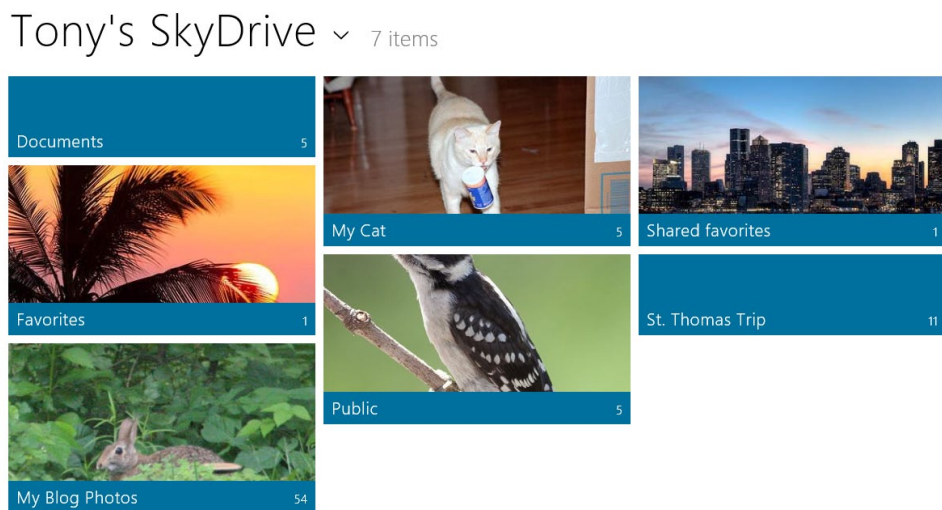 Tony's SkyDrive 7 items
Documents 5
Favorites 1
My Blog Photos 54
My Cat 5
Public 5
Shared favorites 1
St. Thomas Trip 11